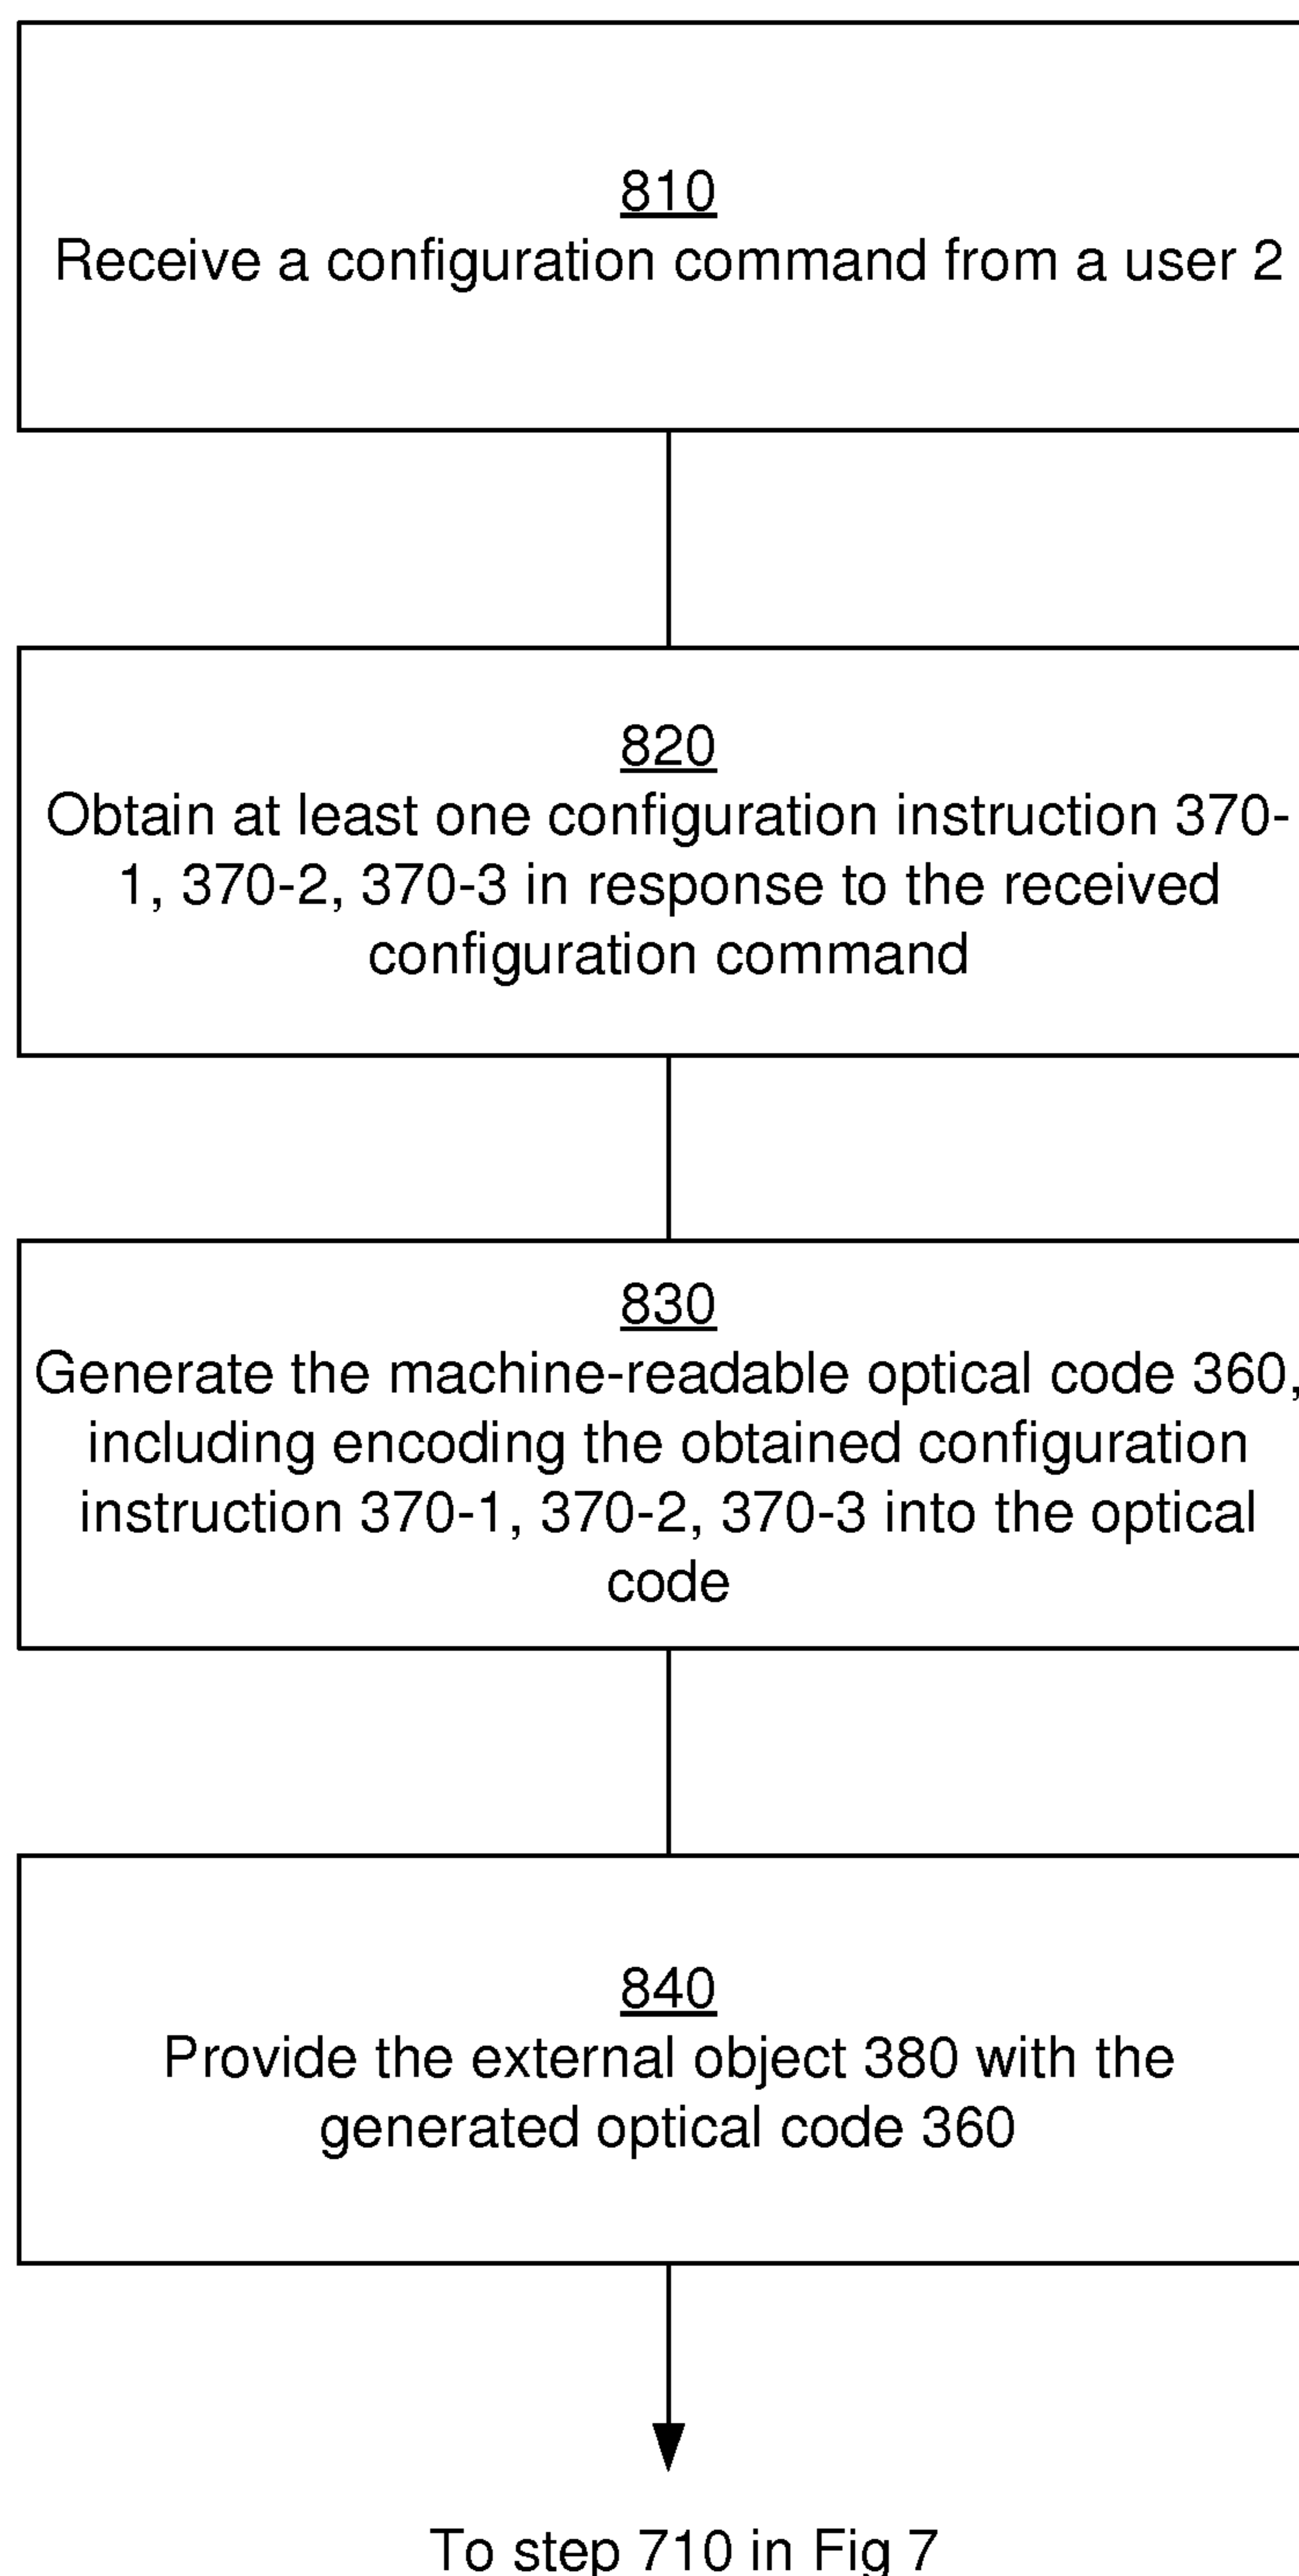 810
Receive a configuration command from a user 2
820
Obtain at least one configuration instruction 370-
1, 370-2, 370-3 in response to the received
configuration command
830
Generate the machine-readable optical code 360,
including encoding the obtained configuration
instruction 370-1, 370-2, 370-3 into the optical
code
840
Provide the external object 380 with the
generated optical code 360
To step 710 in Fig 7